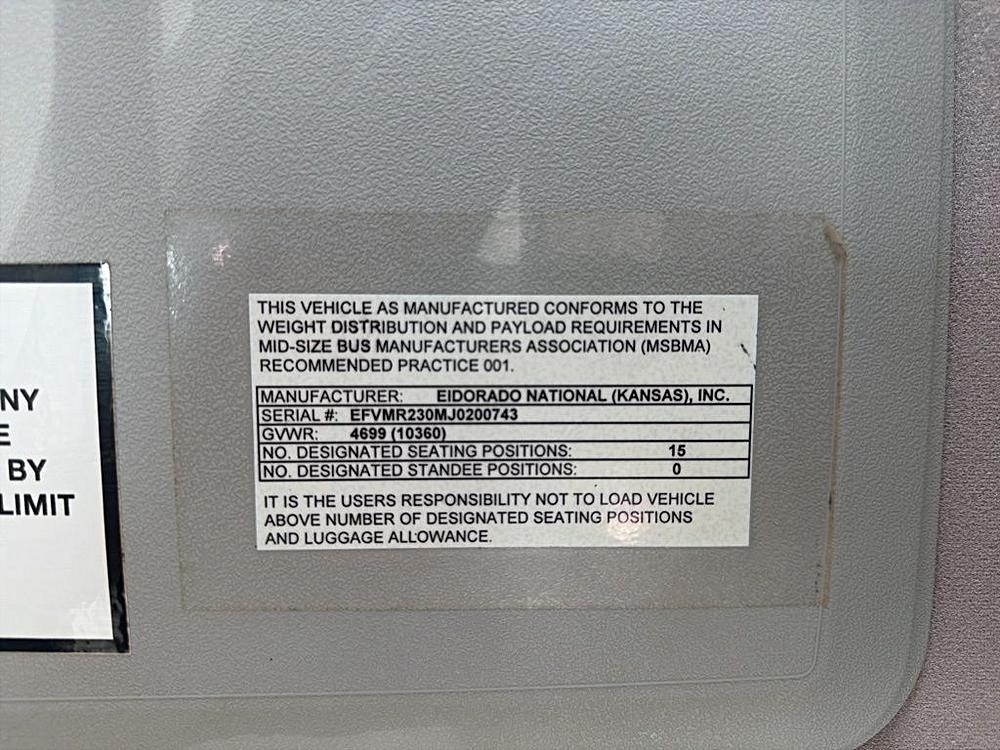 THIS VEHICLE AS MANUFACTURED CONFORMS TO THE
WEIGHT DISTRIBUTION AND PAYLOAD REQUIREMENTS IN
MID-SIZE BUS MANUFACTURERS ASSOCIATION (MSBMA)
RECOMMENDED PRACTICE 001.
MANUFACTURER: EIDORADO NATIONAL (KANSAS), INC.
SERIAL #: EFVMR230MJ0200743
GVWR: 4699 (10360)
NO. DESIGNATED SEATING POSITIONS: 15
NO. DESIGNATED STANDEE POSITIONS: 0
IT IS THE USERS RESPONSIBILITY NOT TO LOAD VEHICLE
ABOVE NUMBER OF DESIGNATED SEATING POSITIONS
AND LUGGAGE ALLOWANCE.
NY
E
BY
LIMIT